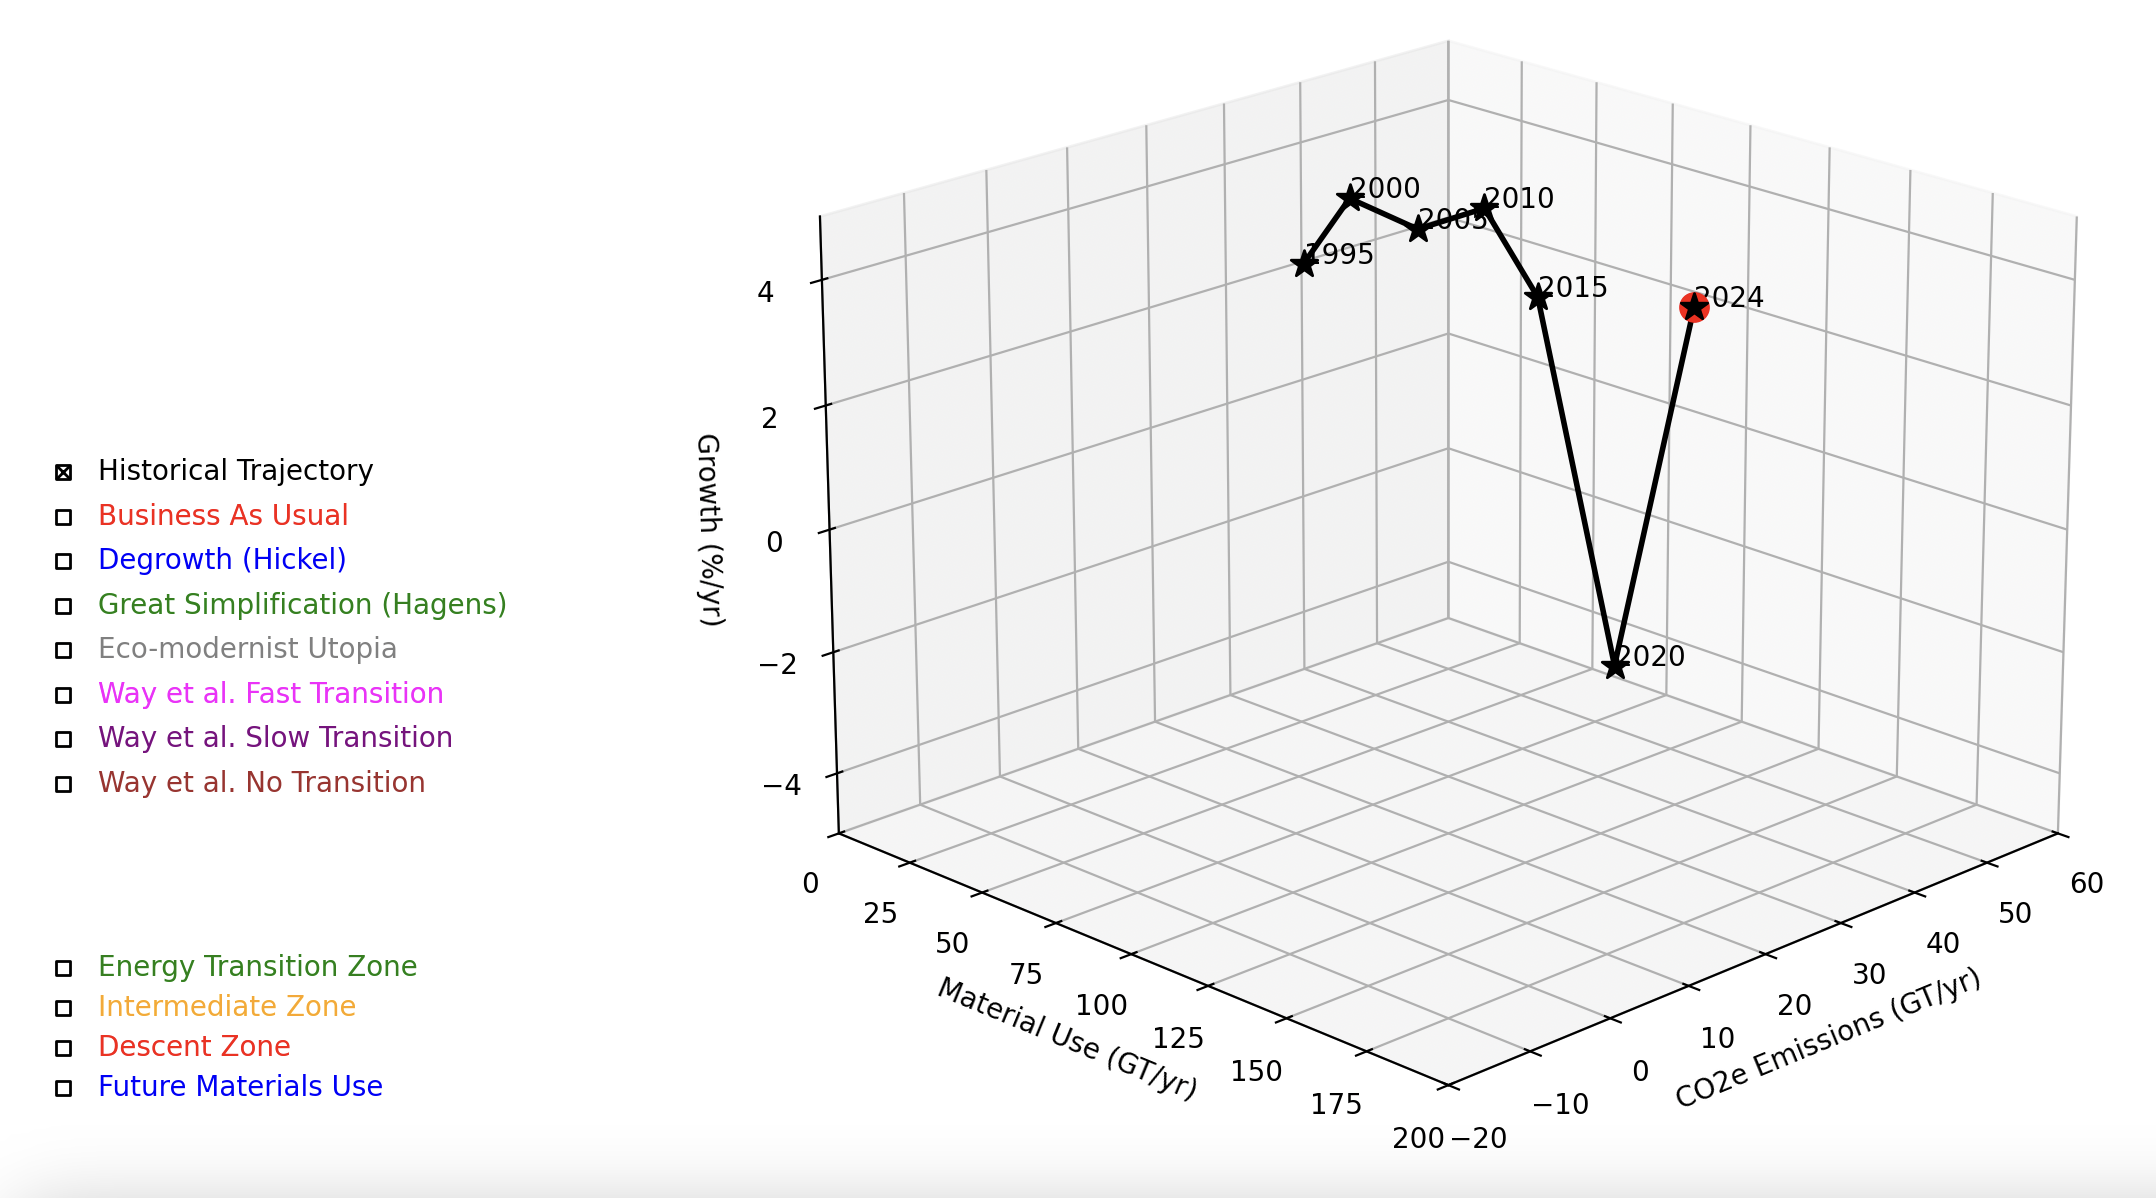 Historical Trajectory
Business As Usual
Degrowth (Hickel)
Great Simplification (Hagens)
Eco-modernist Utopia
Way et al. Fast Transition
Way et al. Slow Transition
Way et al. No Transition
Energy Transition Zone
Intermediate Zone
Descent Zone
Future Materials Use
Growth (%/yr)
4
2
0
−2
−4
1995
2000
2005
2010
2015
2020
2024
0
25
50
75
100
125
150
175
200
Material Use (GT/yr)
−20
−10
0
10
20
30
40
50
60
CO2e Emissions (GT/yr)